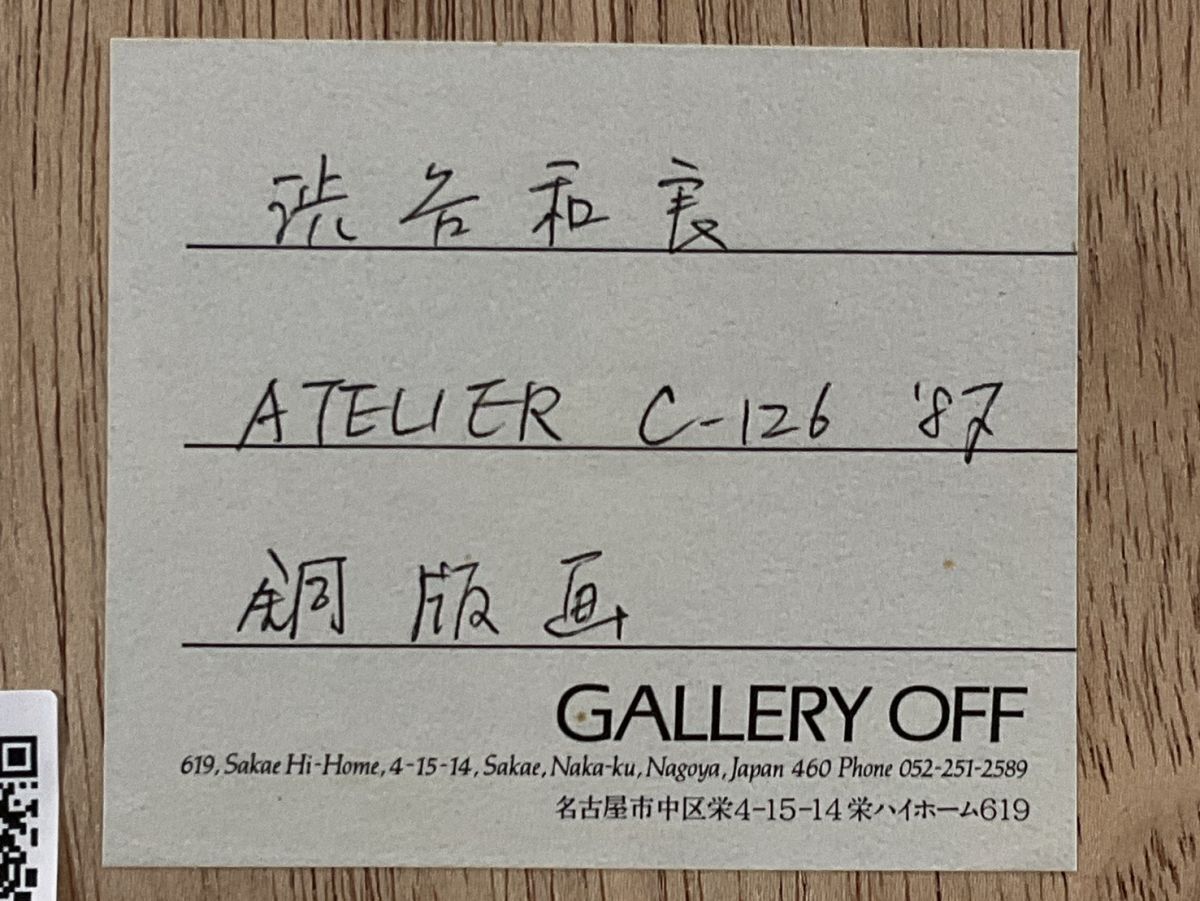 渋谷和良
ATELIER C-126 '87
銅版画
GALLERY OFF
619, Sakae Hi-Home, 4-15-14, Sakae, Naka-ku, Nagoya, Japan 460 Phone 052-251-2589
名古屋市中区栄4-15-14栄ハイホーム619